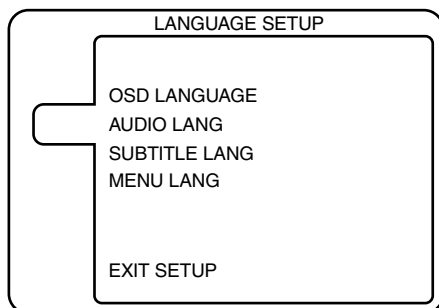 LANGUAGE SETUP
OSD LANGUAGE
AUDIO LANG
SUBTITLE LANG
MENU LANG
EXIT SETUP